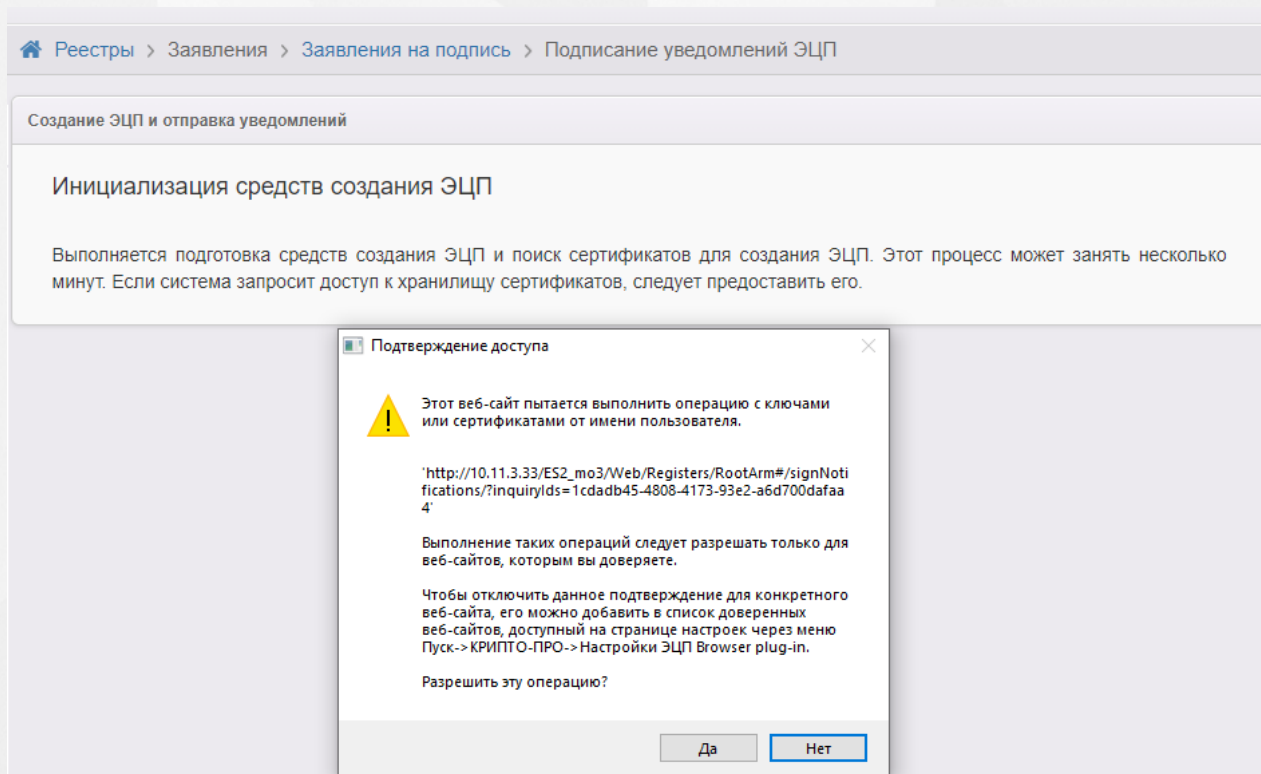 Реестры > Заявления > Заявления на подпись > Подписание уведомлений ЭЦП
Создание ЭЦП и отправка уведомлений
Инициализация средств создания ЭЦП
Выполняется подготовка средств создания ЭЦП и поиск сертификатов для создания ЭЦП. Этот процесс может занять несколько
минут. Если система запросит доступ к хранилищу сертификатов, следует предоставить его.
Подтверждение доступа
Этот веб-сайт пытается выполнить операцию с ключами
или сертификатами от имени пользователя.
'http://10.11.3.33/ES2_mo3/Web/Registers/RootArm#/signNoti
fications/?inquiryIds=1cdadb45-4808-4173-93e2-a6d700dafaa
4'
Выполнение таких операций следует разрешать только для
веб-сайтов, которым вы доверяете.
Чтобы отключить данное подтверждение для конкретного
веб-сайта, его можно добавить в список доверенных
веб-сайтов, доступный на странице настроек через меню
Пуск->КРИПТО-ПРО->Настройки ЭЦП Browser plug-in.
Разрешить эту операцию?
Да Нет